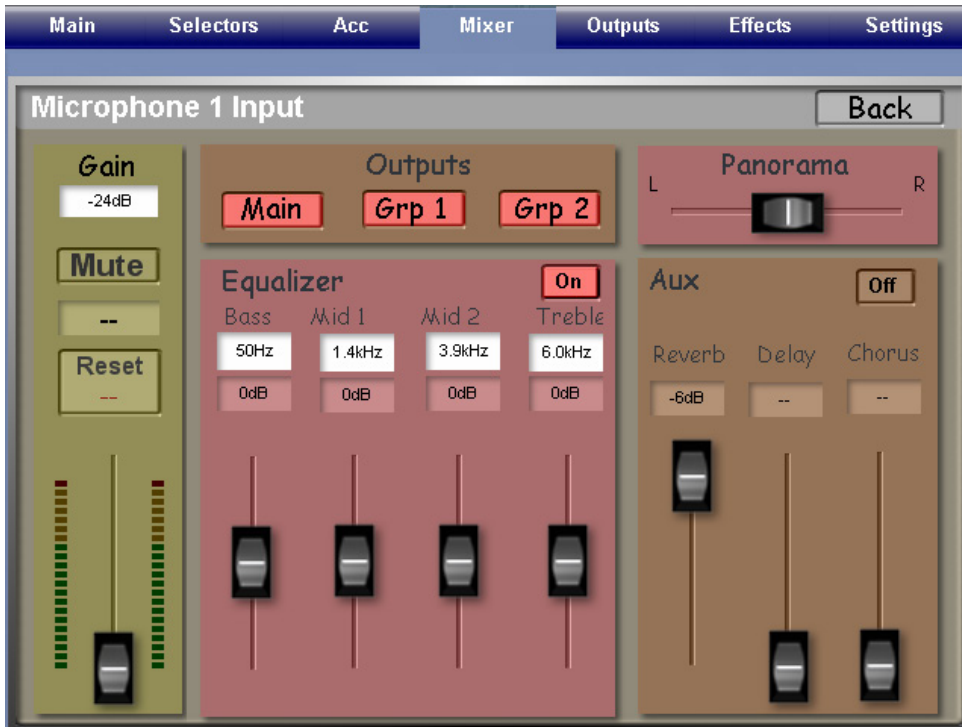 Main Selectors Acc Mixer Outputs Effects Settings
Microphone 1 Input
Back
Gain
-24dB
Mute
--
Reset
--
Outputs
Main Grp 1 Grp 2
Panorama
L R
Equalizer
On
Bass Mid 1 Mid 2 Treble
50Hz 1.4kHz 3.9kHz 6.0kHz
0dB 0dB 0dB 0dB
Aux
Off
Reverb Delay Chorus
-6dB -- --